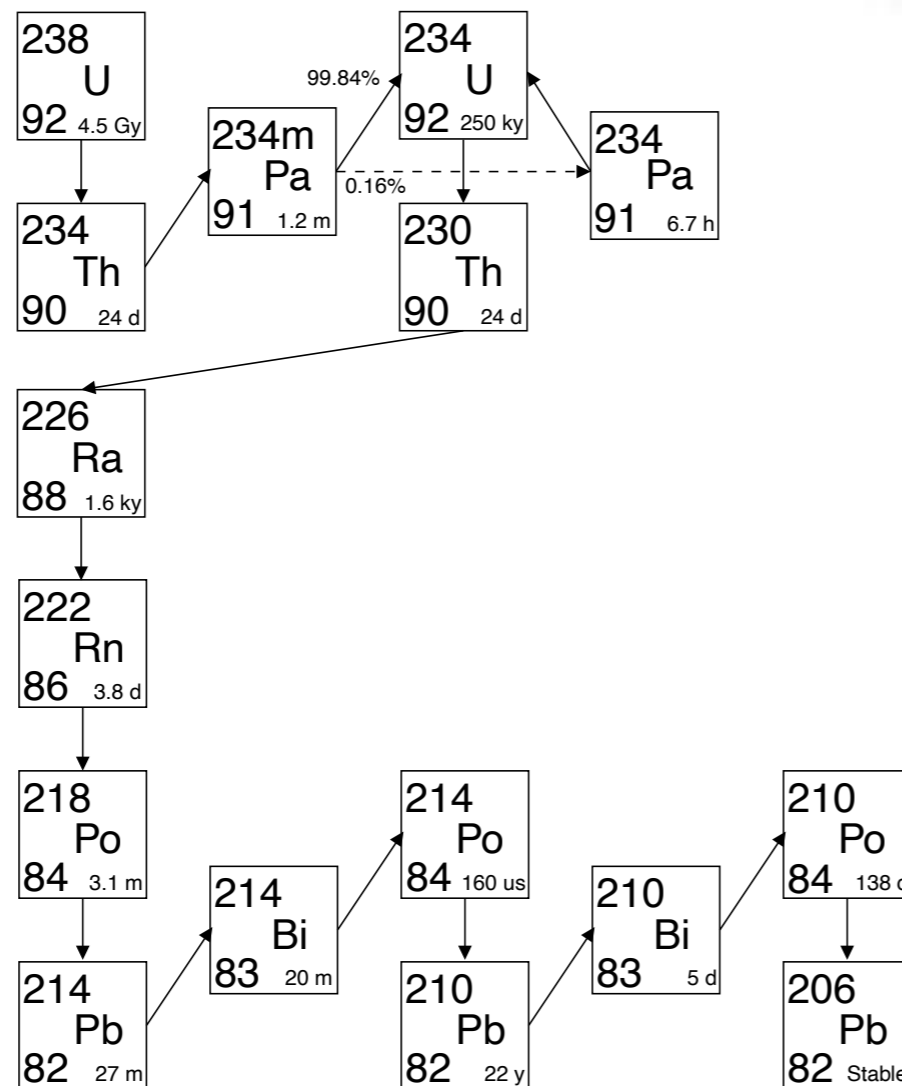 238
U
92 4.5 Gy
234
U
92 250 ky
99.84%
234m
Pa
91 1.2 m
0.16%
234
Pa
91 6.7 h
234
Th
90 24 d
230
Th
90 24 d
226
Ra
88 1.6 ky
222
Rn
86 3.8 d
218
Po
84 3.1 m
214
Bi
83 20 m
214
Po
84 160 us
210
Bi
83 5 d
210
Po
84 138 d
214
Pb
82 27 m
210
Pb
82 22 y
206
Pb
82 Stable